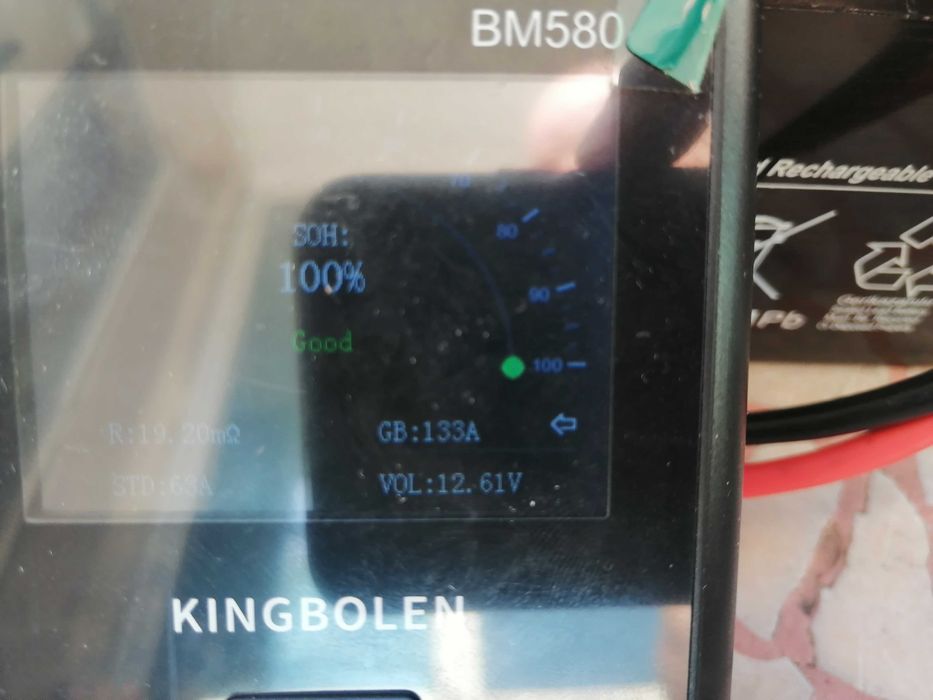 BM580
SOH:
100%
Good
80
90
100
R:19.20mΩ
GB:133A
STD:63A
VOL:12.61V
KINGBOLEN
Rechargeable
Pb